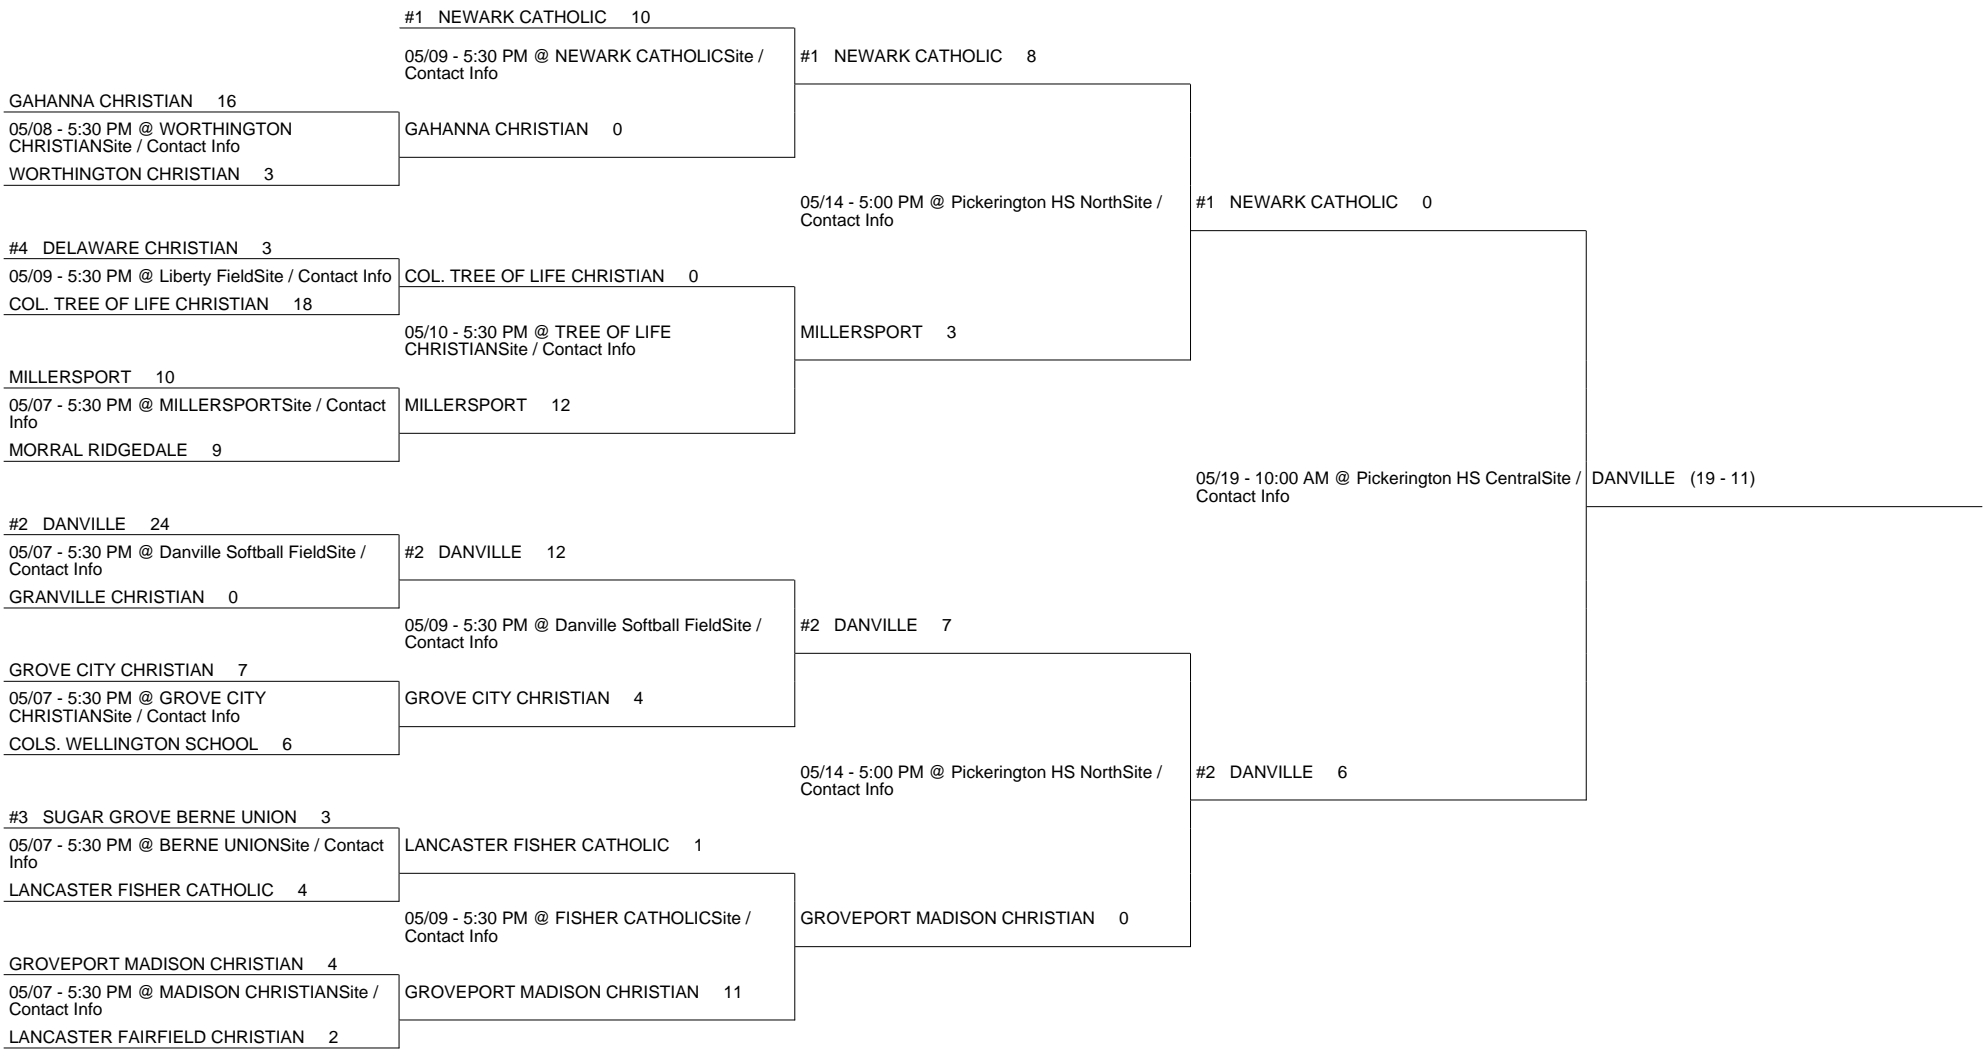 #1 NEWARK CATHOLIC 10
05/09 - 5:30 PM @ NEWARK CATHOLICSite /
Contact Info
#1 NEWARK CATHOLIC 8
GAHANNA CHRISTIAN 16
05/08 - 5:30 PM @ WORTHINGTON
CHRISTIANSite / Contact Info
GAHANNA CHRISTIAN 0
WORTHINGTON CHRISTIAN 3
05/14 - 5:00 PM @ Pickerington HS NorthSite /
Contact Info
#1 NEWARK CATHOLIC 0
#4 DELAWARE CHRISTIAN 3
05/09 - 5:30 PM @ Liberty FieldSite / Contact Info
COL. TREE OF LIFE CHRISTIAN 0
COL. TREE OF LIFE CHRISTIAN 18
05/10 - 5:30 PM @ TREE OF LIFE
CHRISTIANSite / Contact Info
MILLERSPORT 3
MILLERSPORT 10
05/07 - 5:30 PM @ MILLERSPORTSite / Contact
Info
MILLERSPORT 12
MORRAL RIDGEDALE 9
05/19 - 10:00 AM @ Pickerington HS CentralSite /
Contact Info
DANVILLE (19 - 11)
#2 DANVILLE 24
05/07 - 5:30 PM @ Danville Softball FieldSite /
Contact Info
#2 DANVILLE 12
GRANVILLE CHRISTIAN 0
05/09 - 5:30 PM @ Danville Softball FieldSite /
Contact Info
#2 DANVILLE 7
GROVE CITY CHRISTIAN 7
05/07 - 5:30 PM @ GROVE CITY
CHRISTIANSite / Contact Info
GROVE CITY CHRISTIAN 4
COLS. WELLINGTON SCHOOL 6
05/14 - 5:00 PM @ Pickerington HS NorthSite /
Contact Info
#2 DANVILLE 6
#3 SUGAR GROVE BERNE UNION 3
05/07 - 5:30 PM @ BERNE UNIONSite / Contact
Info
LANCASTER FISHER CATHOLIC 1
LANCASTER FISHER CATHOLIC 4
05/09 - 5:30 PM @ FISHER CATHOLICSite /
Contact Info
GROVEPORT MADISON CHRISTIAN 0
GROVEPORT MADISON CHRISTIAN 4
05/07 - 5:30 PM @ MADISON CHRISTIANSite /
Contact Info
GROVEPORT MADISON CHRISTIAN 11
LANCASTER FAIRFIELD CHRISTIAN 2